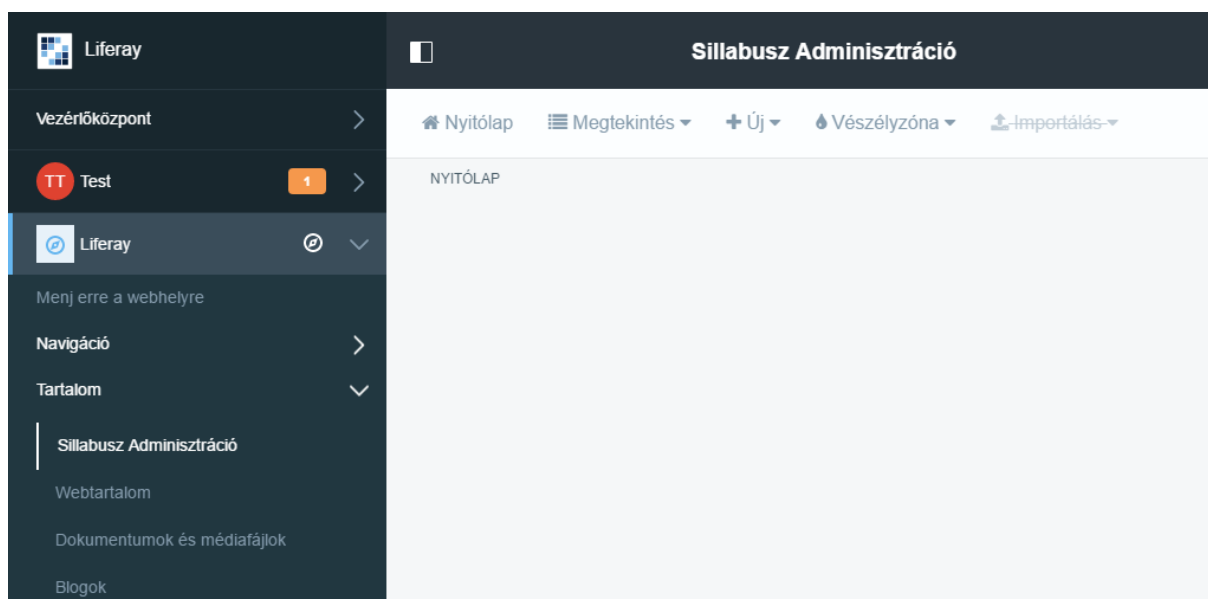 Liferay
Sillabusz Adminisztráció
Vezérlőközpont
Nyitólap Megtekintés Új Vészélyzóna Importálás
TT Test 1
NYITÓLAP
Liferay
Menj erre a webhelyre
Navigáció
Tartalom
Sillabusz Adminisztráció
Webtartalom
Dokumentumok és médiafájlok
Blogok